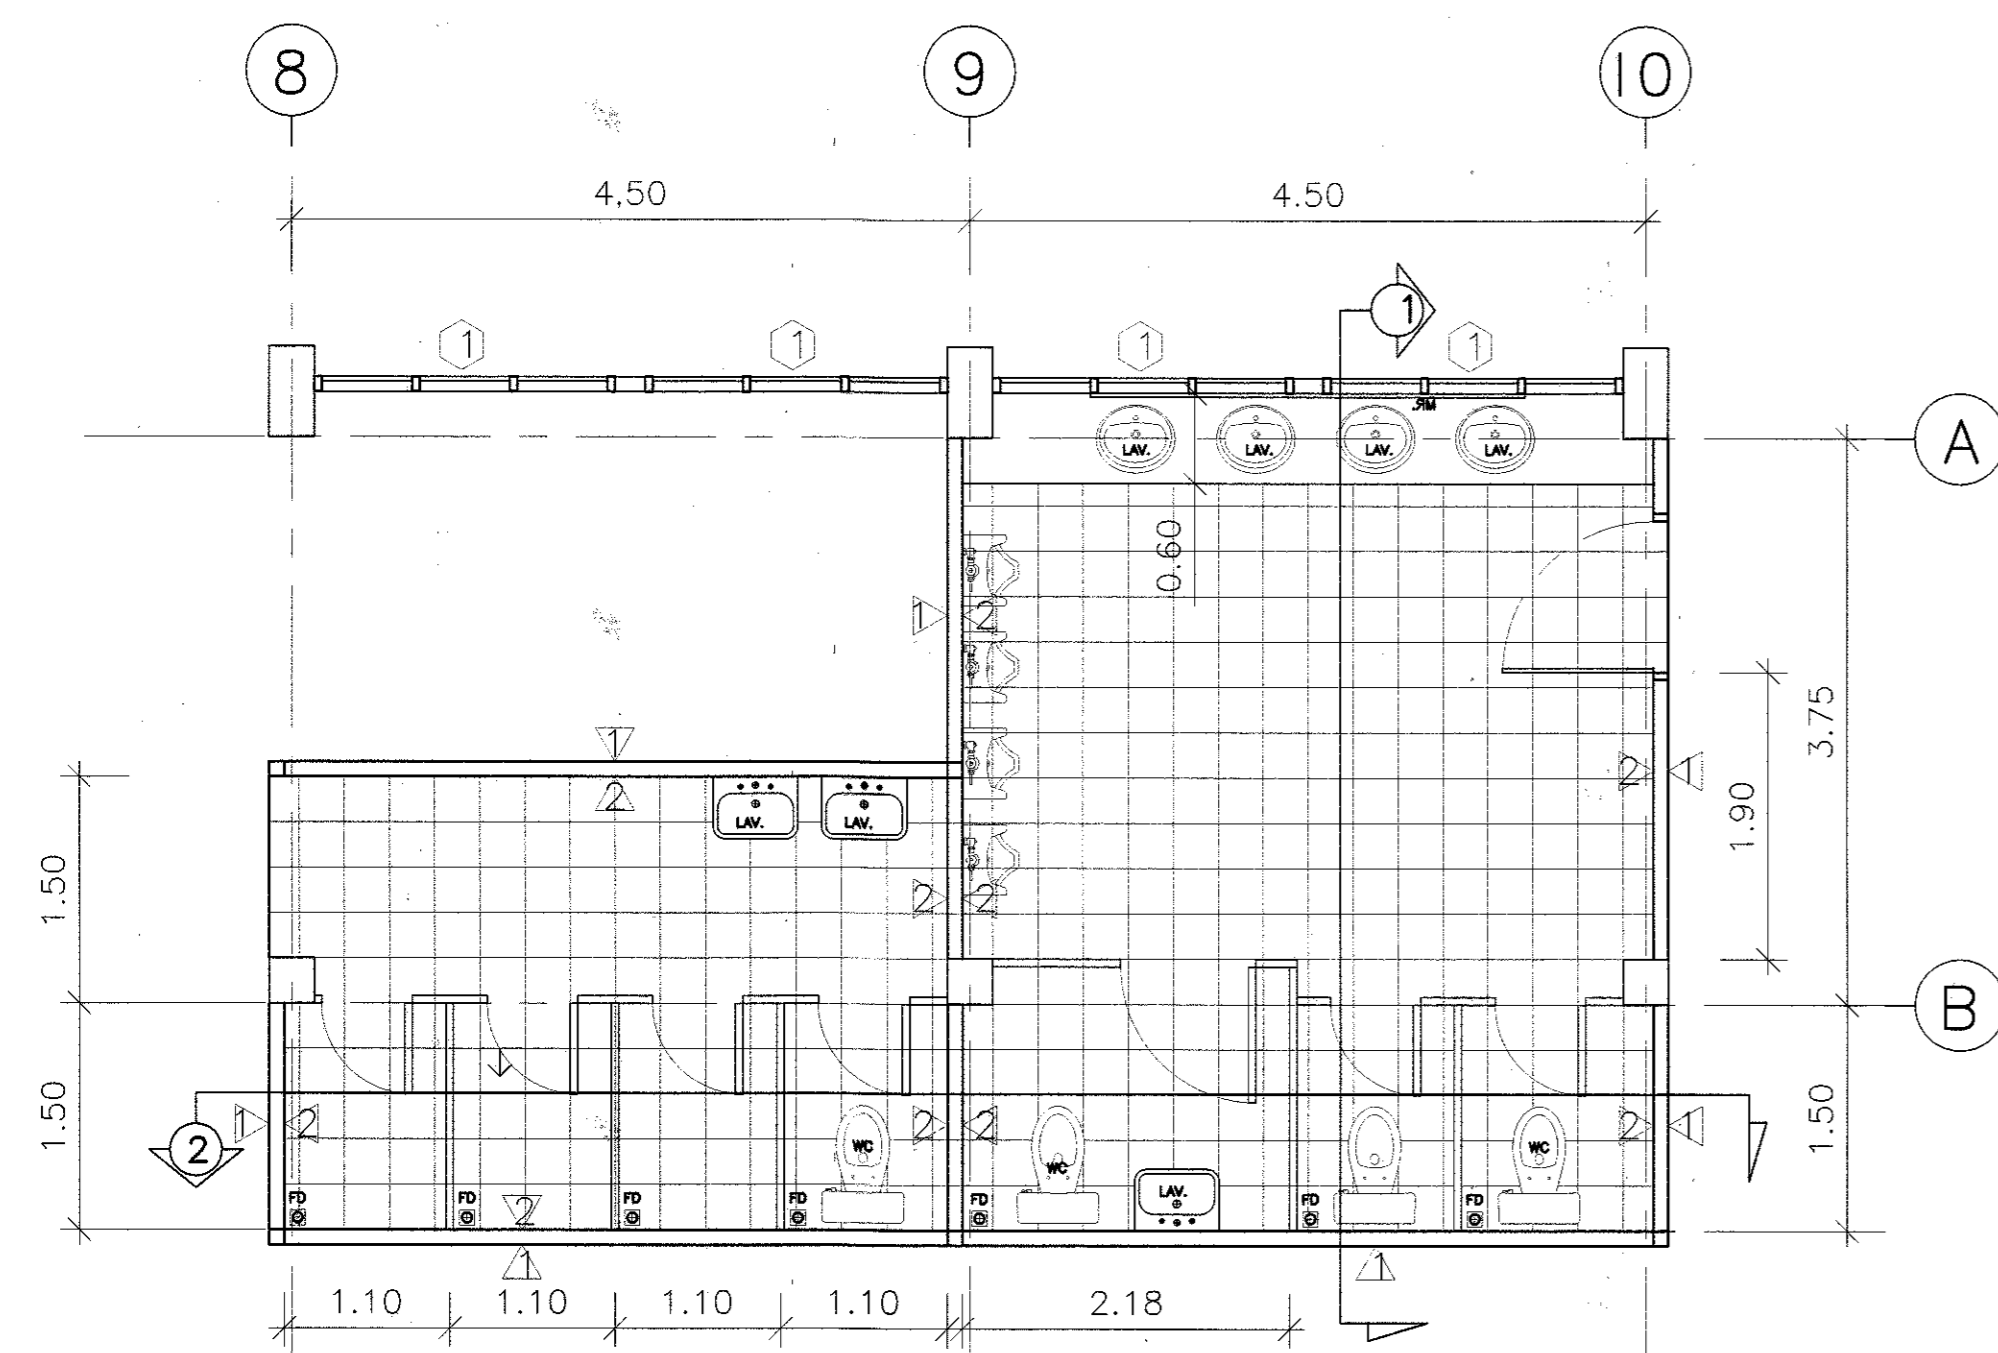 8 9 10
4,50 4.50
1
1 1 1 1
MR.
A
LAV. LAV. LAV. LAV.
0.60
1 2
3.75
1
2 1
1.90
2
LAV. LAV.
1.50
2 2
B
1.50
1.50
1 2 2 2 2 1
2
WC WC WC
LAV.
FD FD FD FD FD FD FD
2
1 1
1.10 1.10 1.10 1.10 2.18